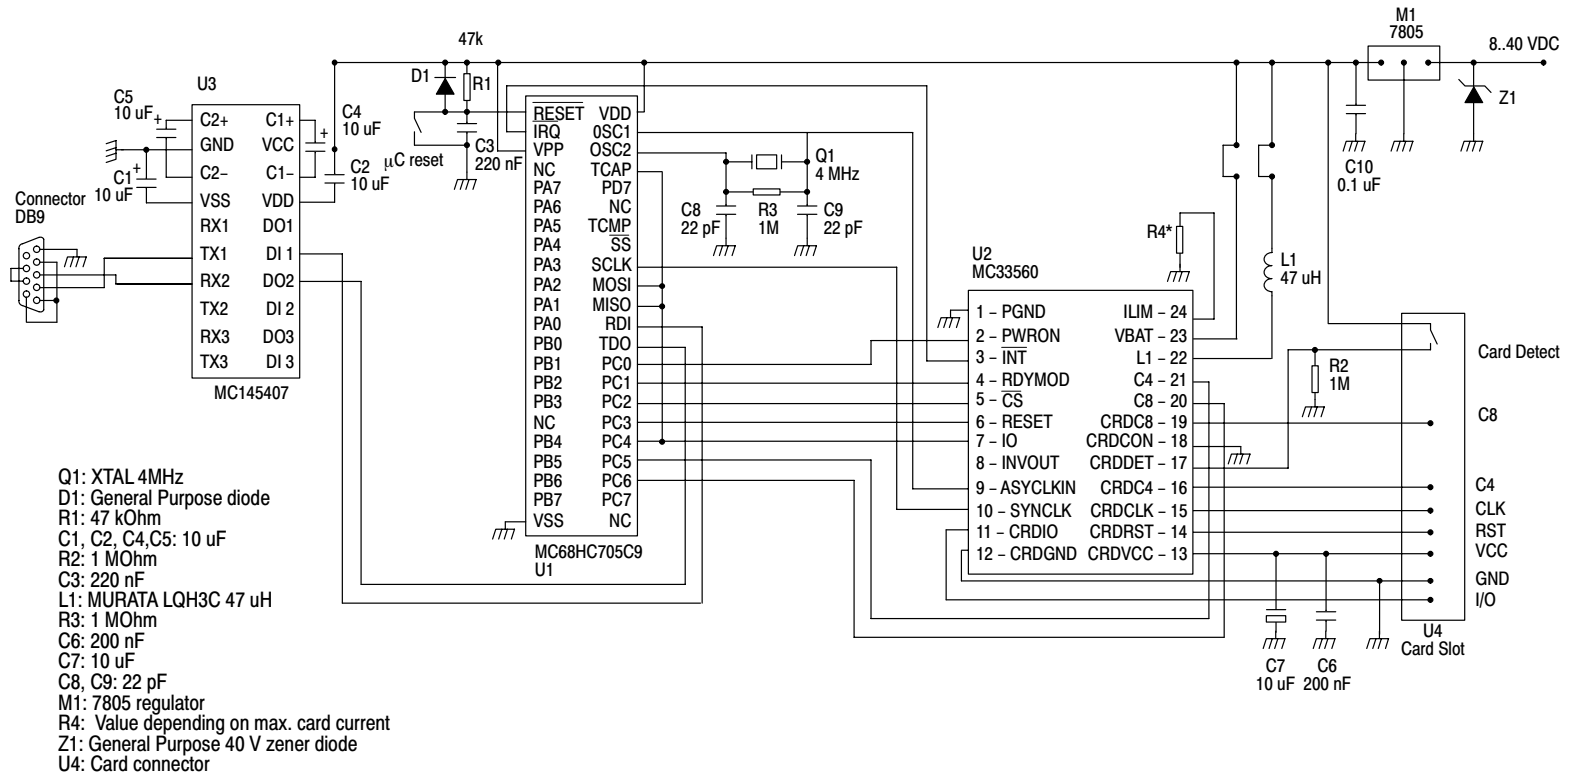 M1
7805
8..40 VDC
Z1
C10
0.1 uF
47k
D1
R1
C3
220 nF
μC reset
U3
C5
10 uF
+
C4
10 uF
+
C1
10 uF
+
C2
10 uF
Connector
DB9
C2+ C1+
GND VCC
C2– C1–
VSS VDD
RX1 DO1
TX1 DI 1
RX2 DO2
TX2 DI 2
RX3 DO3
TX3 DI 3
MC145407
RESET VDD
IRQ 0SC1
VPP OSC2
NC TCAP
PA7 PD7
PA6 NC
PA5 TCMP
PA4 SS
PA3 SCLK
PA2 MOSI
PA1 MISO
PA0 RDI
PB0 TDO
PB1 PC0
PB2 PC1
PB3 PC2
NC PC3
PB4 PC4
PB5 PC5
PB6 PC6
PB7 PC7
VSS NC
MC68HC705C9
U1
Q1
4 MHz
C8
22 pF
R3
1M
C9
22 pF
R4*
L1
47 uH
U2
MC33560
1 – PGND ILIM – 24
2 – PWRON VBAT – 23
3 – INT L1 – 22
4 – RDYMOD C4 – 21
5 – CS C8 – 20
6 – RESET CRDC8 – 19
7 – IO CRDCON – 18
8 – INVOUT CRDDET – 17
9 – ASYCLKIN CRDC4 – 16
10 – SYNCLK CRDCLK – 15
11 – CRDIO CRDRST – 14
12 – CRDGND CRDVCC – 13
R2
1M
Card Detect
C8
C4
CLK
RST
VCC
GND
I/O
U4
Card Slot
C7
10 uF
C6
200 nF
Q1: XTAL 4MHz
D1: General Purpose diode
R1: 47 kOhm
C1, C2, C4,C5: 10 uF
R2: 1 MOhm
C3: 220 nF
L1: MURATA LQH3C 47 uH
R3: 1 MOhm
C6: 200 nF
C7: 10 uF
C8, C9: 22 pF
M1: 7805 regulator
R4: Value depending on max. card current
Z1: General Purpose 40 V zener diode
U4: Card connector